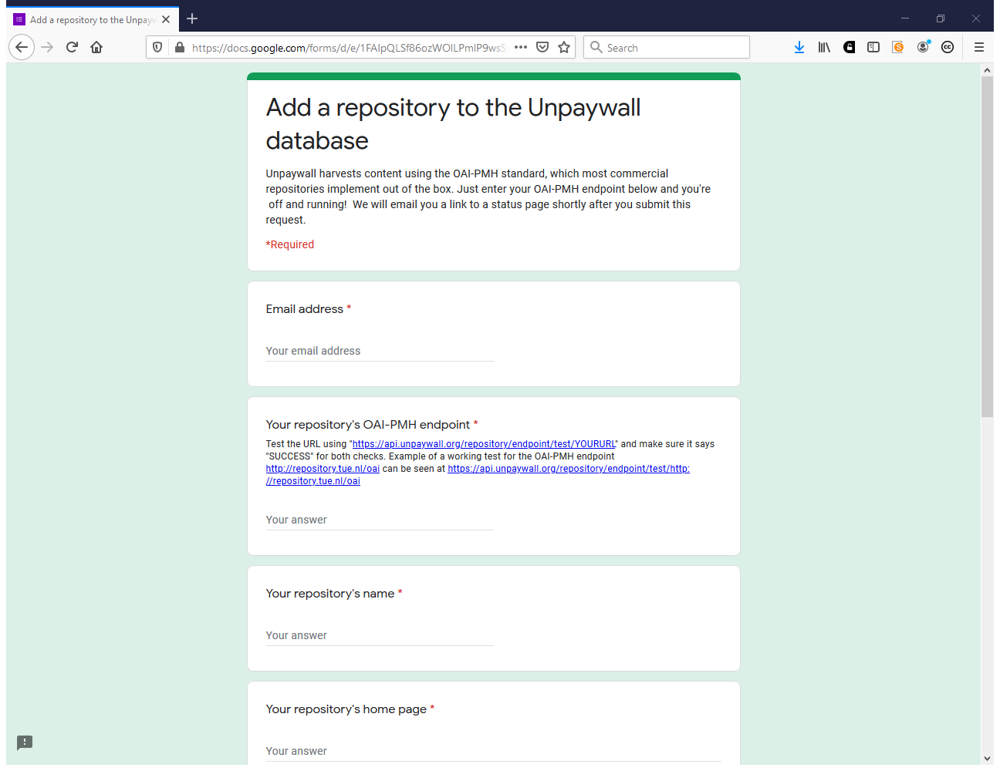 Add a repository to the Unpayw
https://docs.google.com/forms/d/e/1FAIpQLSf86ozWOlLPmlP9wsS
Search
Add a repository to the Unpaywall
database
Unpaywall harvests content using the OAI-PMH standard, which most commercial
repositories implement out of the box. Just enter your OAI-PMH endpoint below and you're
off and running!  We will email you a link to a status page shortly after you submit this
request.
*Required
Email address *
Your email address
Your repository's OAI-PMH endpoint *
Test the URL using "https://api.unpaywall.org/repository/endpoint/test/YOURURL" and make sure it says
"SUCCESS" for both checks. Example of a working test for the OAI-PMH endpoint
http://repository.tue.nl/oai can be seen at https://api.unpaywall.org/repository/endpoint/test/http:
//repository.tue.nl/oai
Your answer
Your repository's name *
Your answer
Your repository's home page *
Your answer